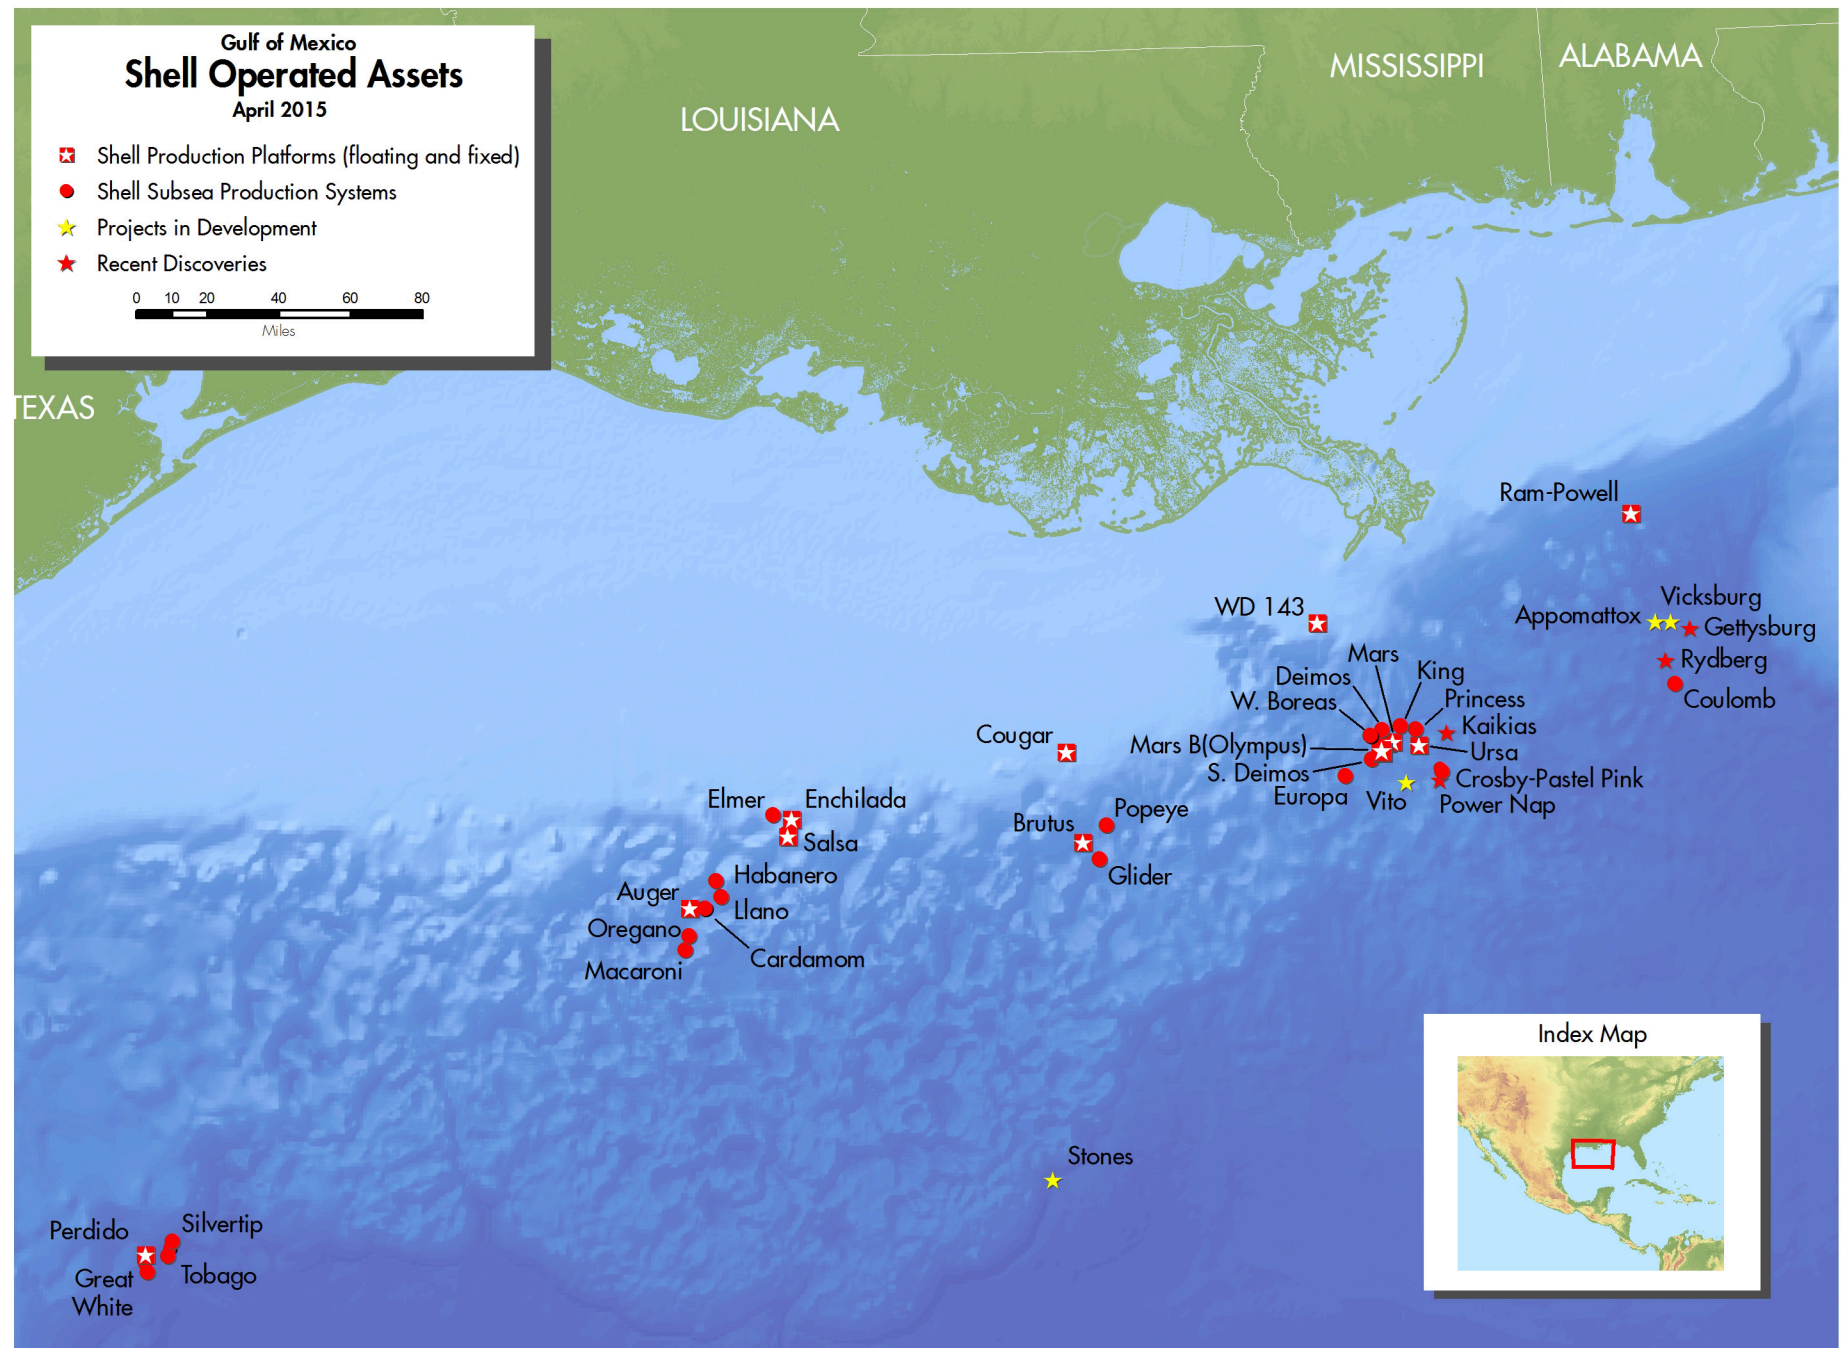 Gulf of Mexico
Shell Operated Assets
April 2015
Shell Production Platforms (floating and fixed)
Shell Subsea Production Systems
Projects in Development
Recent Discoveries
0 10 20 40 60 80
Miles
LOUISIANA
MISSISSIPPI
ALABAMA
TEXAS
Ram-Powell
WD 143
Vicksburg
Appomattox
Gettysburg
Rydberg
Coulomb
Mars
King
Deimos
Princess
W. Boreas
Kaikias
Mars B(Olympus)
Ursa
S. Deimos
Crosby-Pastel Pink
Europa
Vito
Power Nap
Cougar
Elmer
Enchilada
Salsa
Popeye
Brutus
Glider
Habanero
Auger
Llano
Oregano
Cardamom
Macaroni
Stones
Perdido
Silvertip
Tobago
Great
White
Index Map